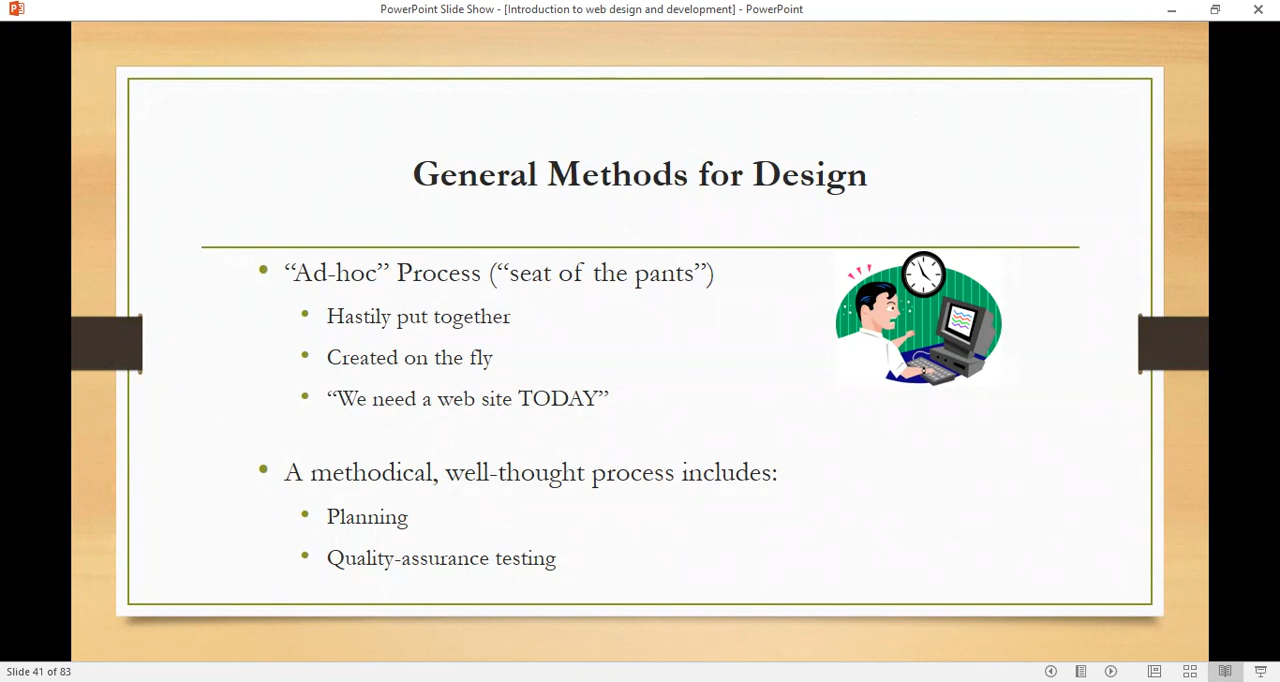 PowerPoint Slide Show - [Introduction to web design and development] - PowerPoint
General Methods for Design
• “Ad-hoc” Process (“seat of the pants”)
• Hastily put together
• Created on the fly
• “We need a web site TODAY”
• A methodical, well-thought process includes:
• Planning
• Quality-assurance testing
Slide 41 of 83